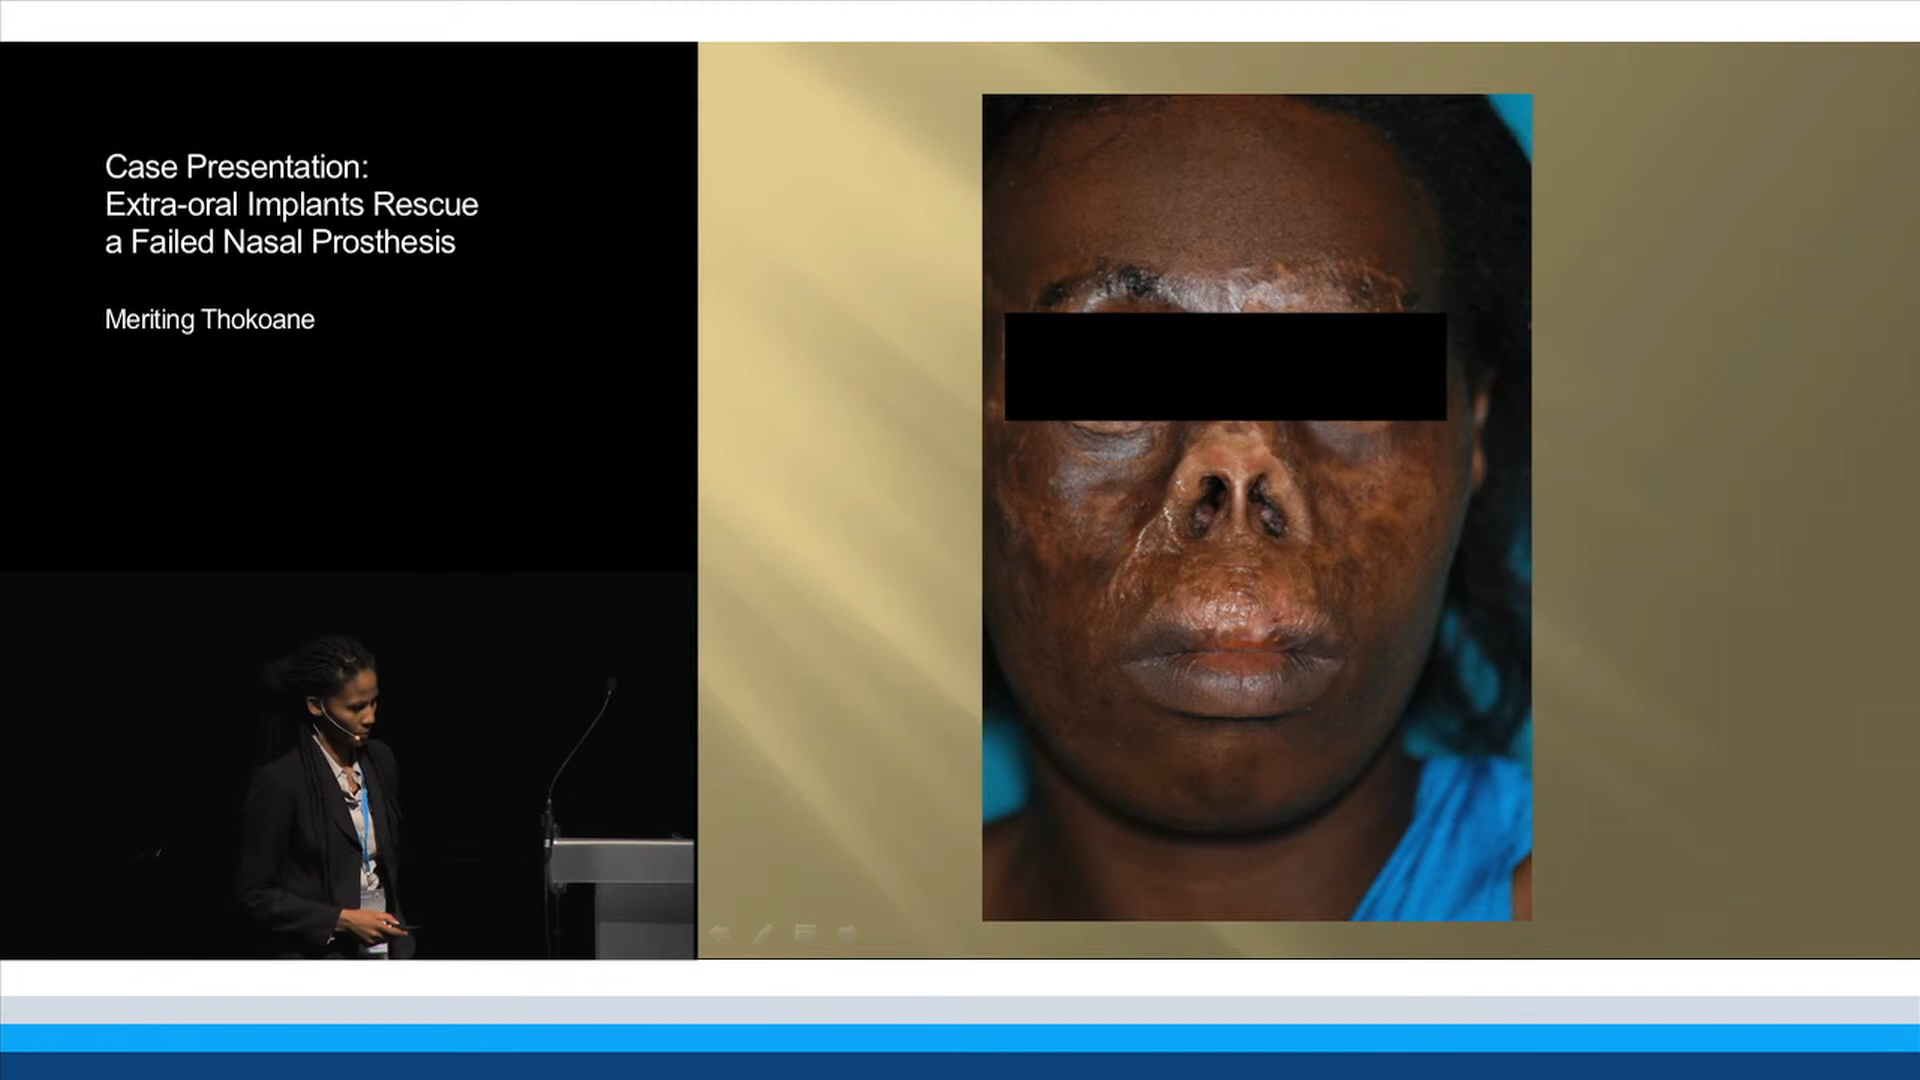 Case Presentation:
Extra-oral Implants Rescue
a Failed Nasal Prosthesis
Meriting Thokoane